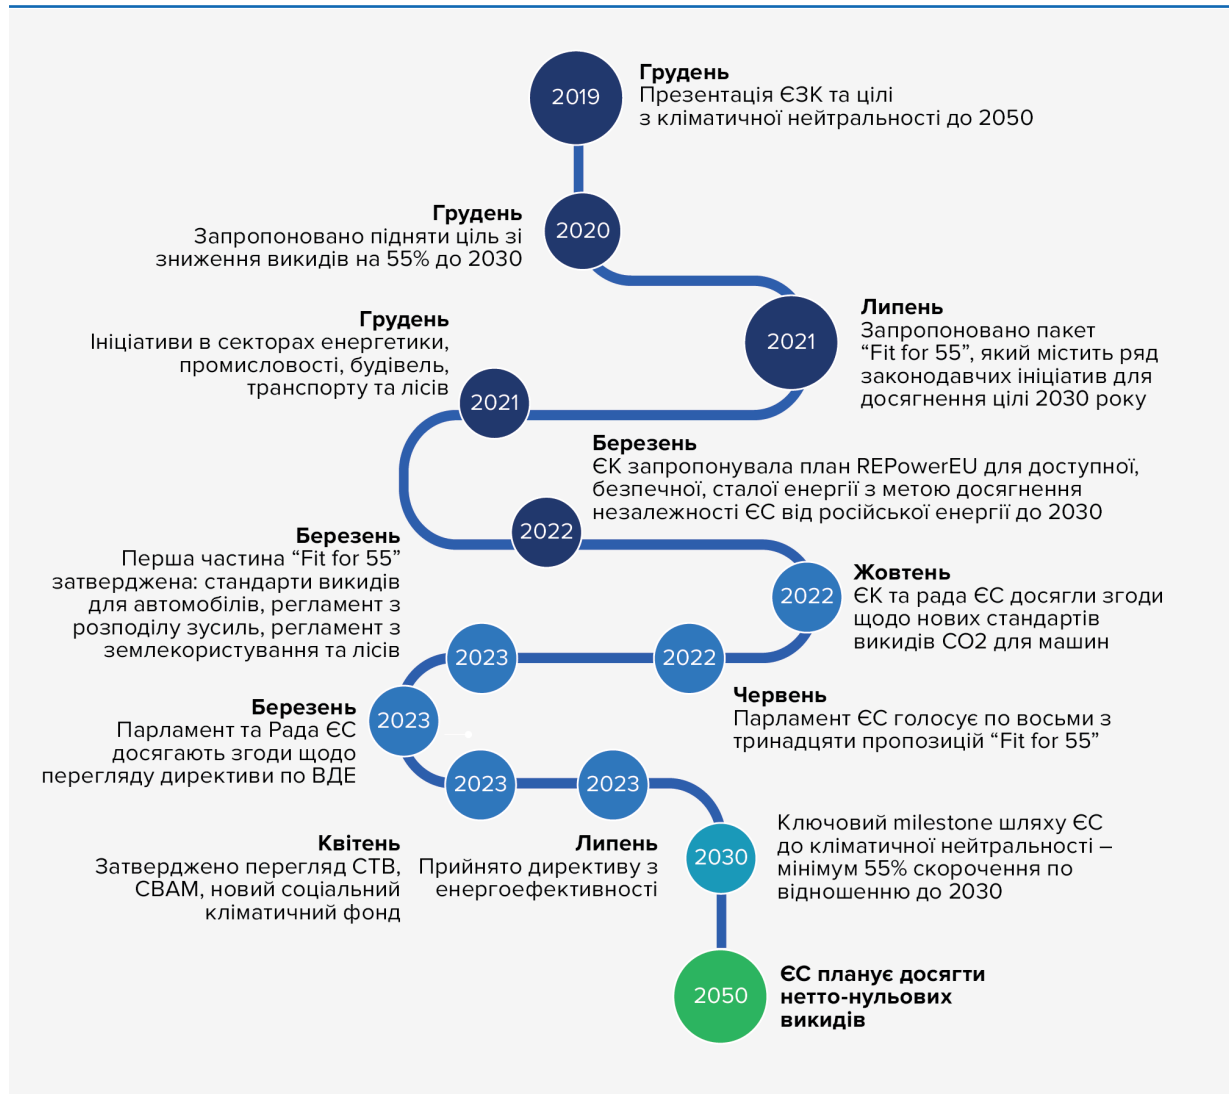 2019
Грудень
Презентація ЄЗК та цілі
з кліматичної нейтральності до 2050
2020
Грудень
Запропоновано підняти ціль зі
зниження викидів на 55% до 2030
2021
Липень
Запропоновано пакет
“Fit for 55”, який містить ряд
законодавчих ініціатив для
досягнення цілі 2030 року
2021
Грудень
Ініціативи в секторах енергетики,
промисловості, будівель,
транспорту та лісів
2022
Березень
ЄК запропонувала план REPowerEU для доступної,
безпечної, сталої енергії з метою досягнення
незалежності ЄС від російської енергії до 2030
2022
Жовтень
ЄК та рада ЄС досягли згоди
щодо нових стандартів
викидів СО2 для машин
2022
Червень
Парламент ЄС голосує по восьми з
тринадцяти пропозицій “Fit for 55”
2023
Березень
Перша частина “Fit for 55”
затверджена: стандарти викидів
для автомобілів, регламент з
розподілу зусиль, регламент з
землекористування та лісів
2023
Березень
Парламент та Рада ЄС
досягають згоди щодо
перегляду директиви по ВДЕ
2023
Квітень
Затверджено перегляд СТВ,
СВАМ, новий соціальний
кліматичний фонд
2023
Липень
Прийнято директиву з
енергоефективності
2030
Ключовий milestone шляху ЄС
до кліматичної нейтральності –
мінімум 55% скорочення по
відношенню до 2030
2050
ЄС планує досягти
нетто-нульових
викидів